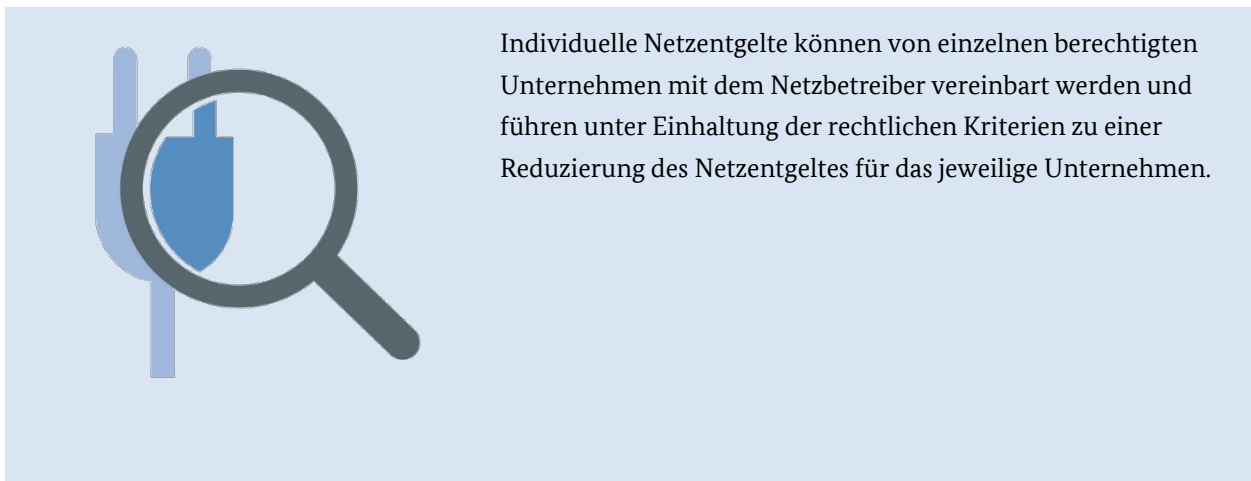 Individuelle Netzentgelte können von einzelnen berechtigten
Unternehmen mit dem Netzbetreiber vereinbart werden und
führen unter Einhaltung der rechtlichen Kriterien zu einer
Reduzierung des Netzentgeltes für das jeweilige Unternehmen.